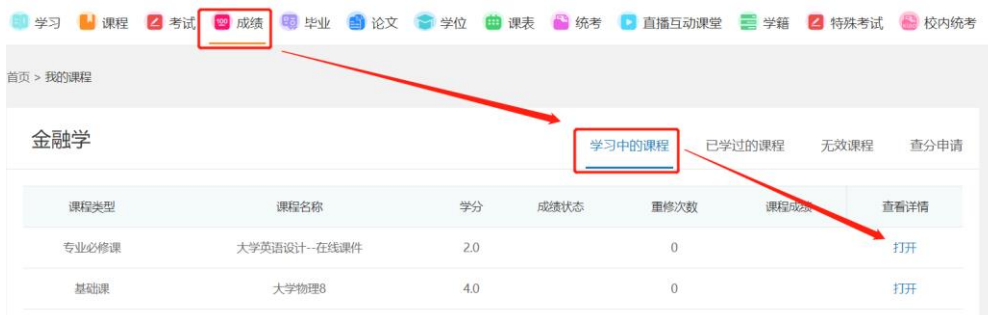 学习 课程 考试 100 成绩 毕业 论文 学位 课表 统考 直播互动课堂 学籍 特殊考试 校内统考
首页 > 我的课程
金融学 学习中的课程 已学过的课程 无效课程 查分申请
课程类型 课程名称 学分 成绩状态 重修次数 课程成绩 查看详情
专业必修课 大学英语设计--在线课件 2.0 0 打开
基础课 大学物理8 4.0 0 打开